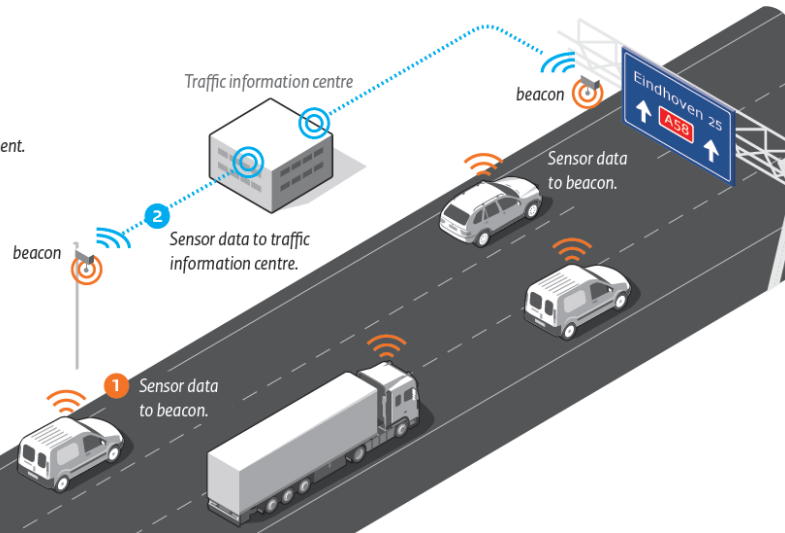 Traffic information centre
beacon
Eindhoven 25
A58
ent.
Sensor data
to beacon.
2
Sensor data to traffic
information centre.
beacon
1
Sensor data
to beacon.